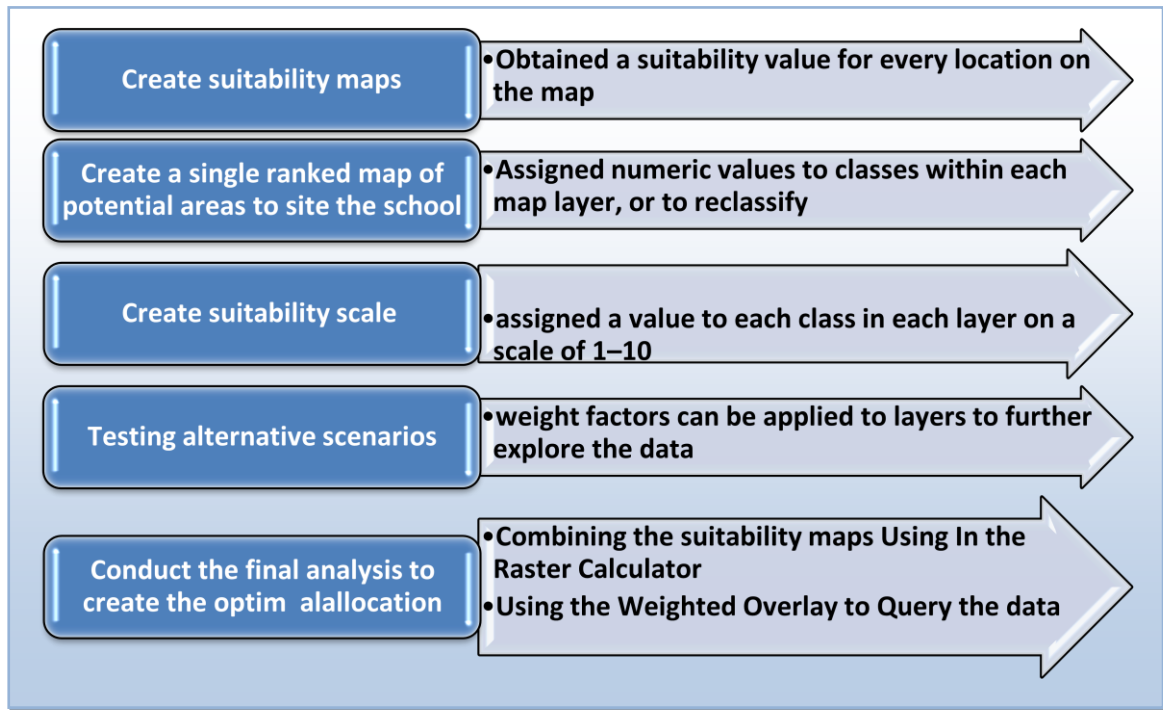 Create suitability maps
•Obtained a suitability value for every location on
the map
Create a single ranked map of
potential areas to site the school
•Assigned numeric values to classes within each
map layer, or to reclassify
Create suitability scale
•assigned a value to each class in each layer on a
scale of 1–10
Testing alternative scenarios
•weight factors can be applied to layers to further
explore the data
Conduct the final analysis to
create the optim alallocation
•Combining the suitability maps Using In the
Raster Calculator
•Using the Weighted Overlay to Query the data